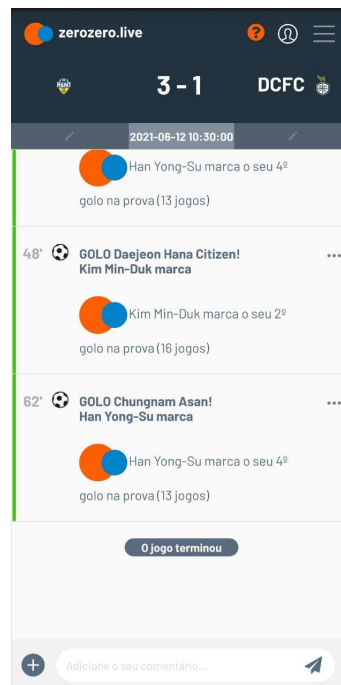 zerozero.live
?
3 - 1
DCFC
2021-06-12 10:30:00
Han Yong-Su marca o seu 4º
golo na prova (13 jogos)
48' GOLO Daejeon Hana Citizen!
Kim Min-Duk marca
Kim Min-Duk marca o seu 2º
golo na prova (16 jogos)
62' GOLO Chungnam Asan!
Han Yong-Su marca
Han Yong-Su marca o seu 4º
golo na prova (13 jogos)
O jogo terminou
Adicione o seu comentário...